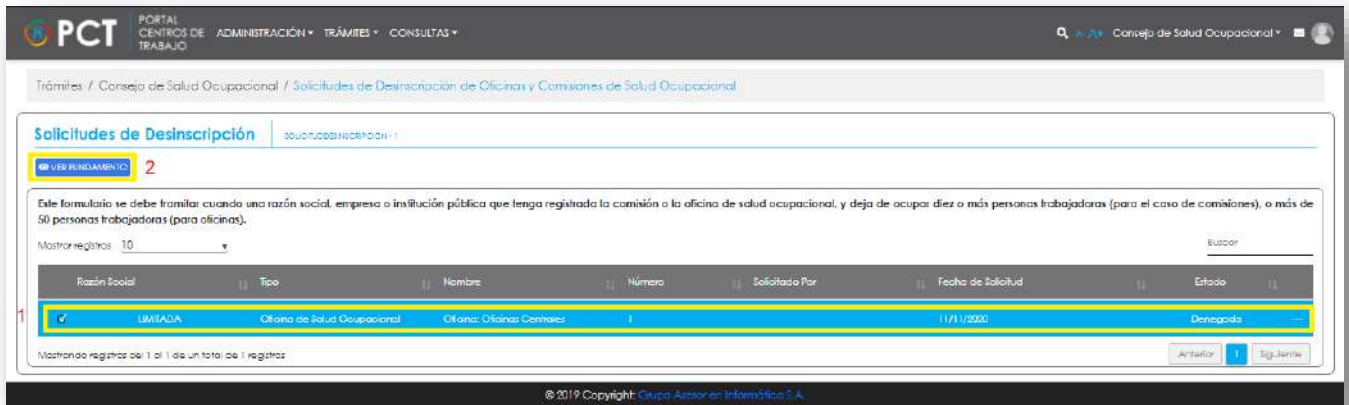 PCT
PORTAL
CENTROS DE
TRABAJO
ADMINISTRACIÓN TRÁMITES CONSULTAS
Consejo de Salud Ocupacional
Trámites / Consejo de Salud Ocupacional / Solicitudes de Desinscripción de Oficinas y Comisiones de Salud Ocupacional
Solicitudes de Desinscripción
SOLICITUDDESINSCRIPCION - 1
VER FUNDAMENTO 2
Este formulario se debe tramitar cuando una razón social, empresa o institución pública que tenga registrada la comisión o la oficina de salud ocupacional, y deja de ocupar diez o más personas trabajadoras (para el caso de comisiones), o más de
50 personas trabajadoras (para oficinas).
Mostrar registros 10
Buscar
Razón Social Tipo Nombre Número Solicitado Por Fecha de Solicitud Estado
1 LIMITADA Oficina de Salud Ocupacional Oficina: Oficinas Centrales 1 11/11/2020 Denegada
Mostrando registros del 1 al 1 de un total de 1 registros
Anterior 1 Siguiente
© 2019 Copyright: Grupo Asesor en Informática S.A.